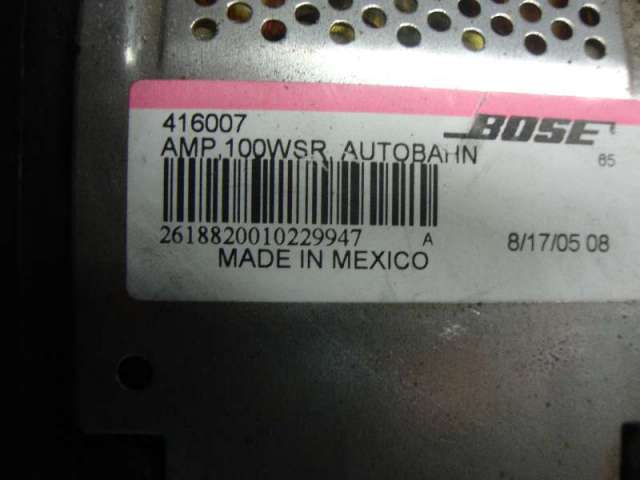 416007
BOSE
AMP,100WSR, AUTOBAHN
65
2618820010229947 A
8/17/05 08
MADE IN MEXICO